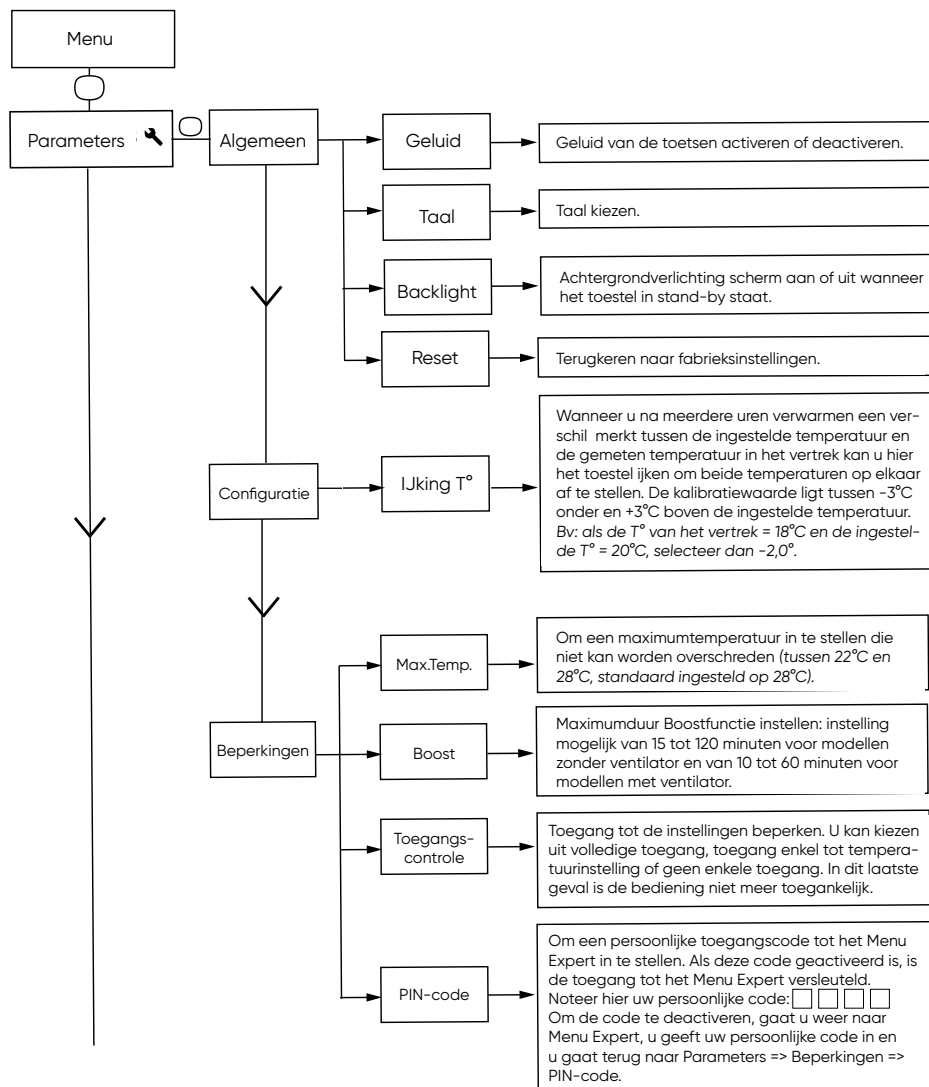 Menu
Parameters
Algemeen
Geluid
Geluid van de toetsen activeren of deactiveren.
Taal
Taal kiezen.
Backlight
Achtergrondverlichting scherm aan of uit wanneer
het toestel in stand-by staat.
Reset
Terugkeren naar fabrieksinstellingen.
Configuratie
IJking T°
Wanneer u na meerdere uren verwarmen een ver-
schil merkt tussen de ingestelde temperatuur en
de gemeten temperatuur in het vertrek kan u hier
het toestel ijken om beide temperaturen op elkaar
af te stellen. De kalibratiewaarde ligt tussen -3°C
onder en +3°C boven de ingestelde temperatuur.
Bv: als de T° van het vertrek = 18°C en de ingestel-
de T° = 20°C, selecteer dan -2,0°.
Beperkingen
Max.Temp.
Om een maximumtemperatuur in te stellen die
niet kan worden overschreden (tussen 22°C en
28°C, standaard ingesteld op 28°C).
Boost
Maximumduur Boostfunctie instellen: instelling
mogelijk van 15 tot 120 minuten voor modellen
zonder ventilator en van 10 tot 60 minuten voor
modellen met ventilator.
Toegangs-
controle
Toegang tot de instellingen beperken. U kan kiezen
uit volledige toegang, toegang enkel tot tempera-
tuurinstelling of geen enkele toegang. In dit laatste
geval is de bediening niet meer toegankelijk.
PIN-code
Om een persoonlijke toegangscode tot het Menu
Expert in te stellen. Als deze code geactiveerd is, is
de toegang tot het Menu Expert versleuteld.
Noteer hier uw persoonlijke code:
Om de code te deactiveren, gaat u weer naar
Menu Expert, u geeft uw persoonlijke code in en
u gaat terug naar Parameters => Beperkingen =>
PIN-code.